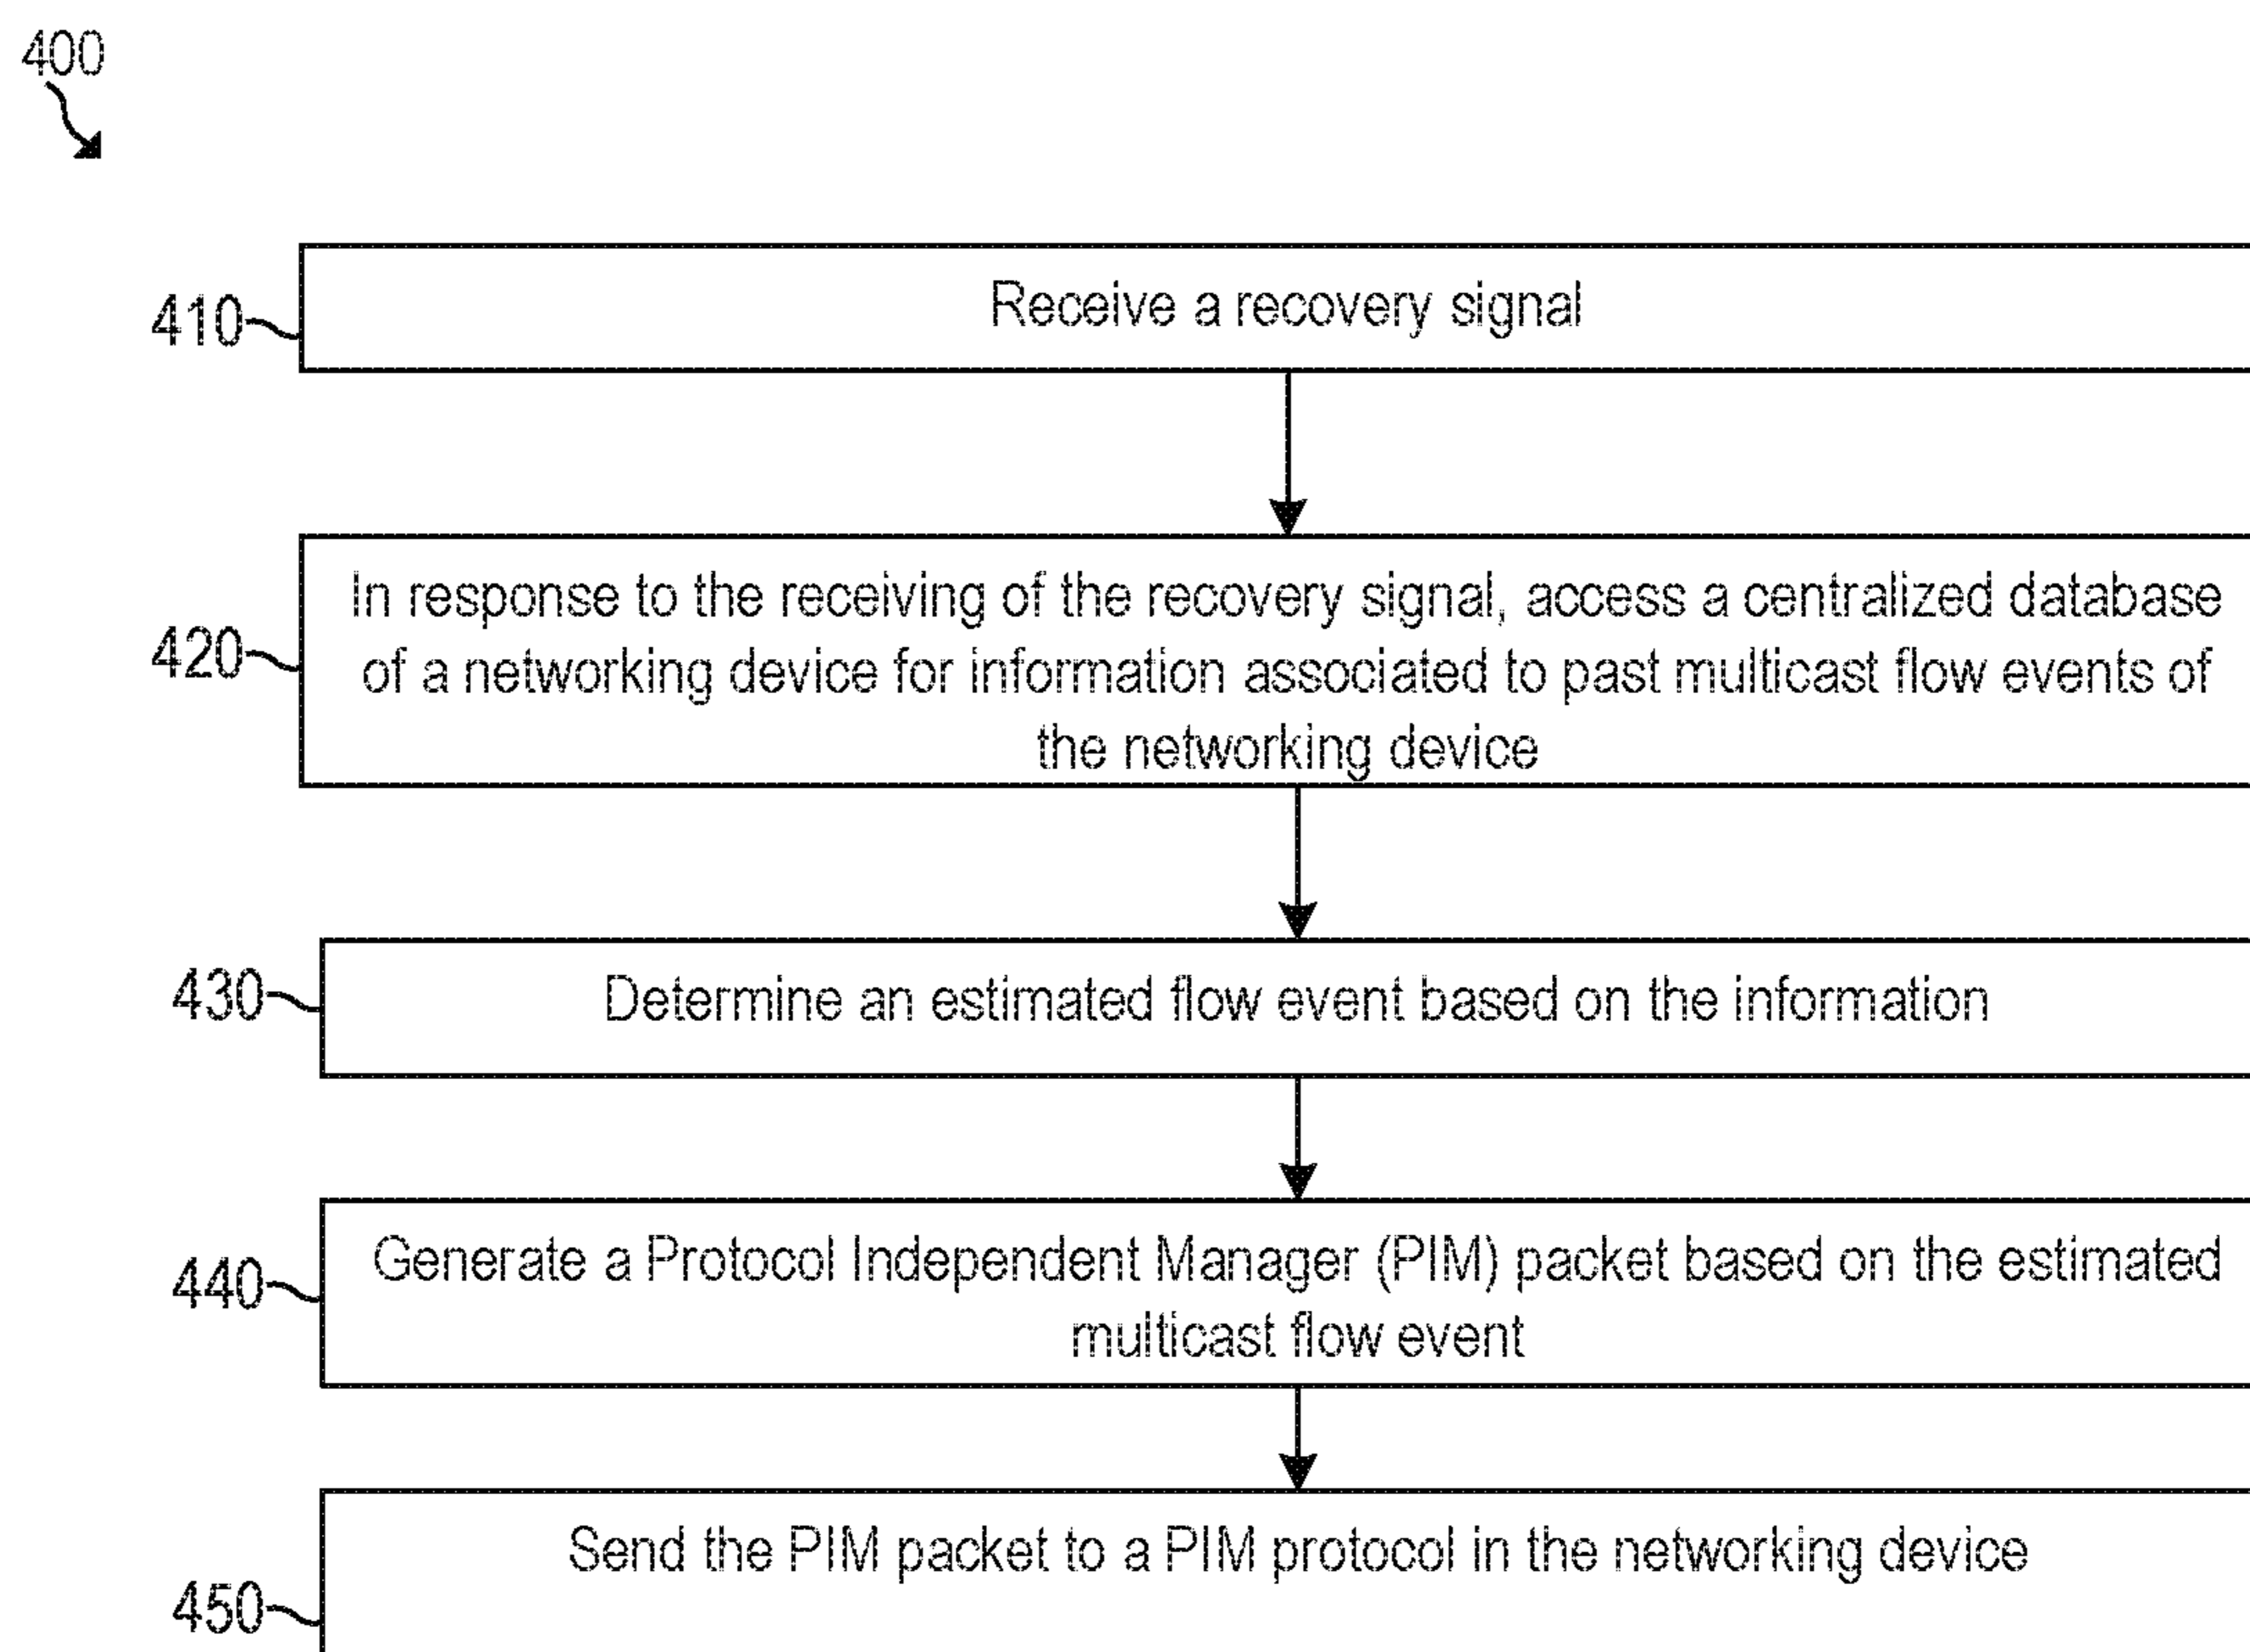 400
410
Receive a recovery signal
420
In response to the receiving of the recovery signal, access a centralized database
of a networking device for information associated to past multicast flow events of
the networking device
430
Determine an estimated flow event based on the information
440
Generate a Protocol Independent Manager (PIM) packet based on the estimated
multicast flow event
450
Send the PIM packet to a PIM protocol in the networking device